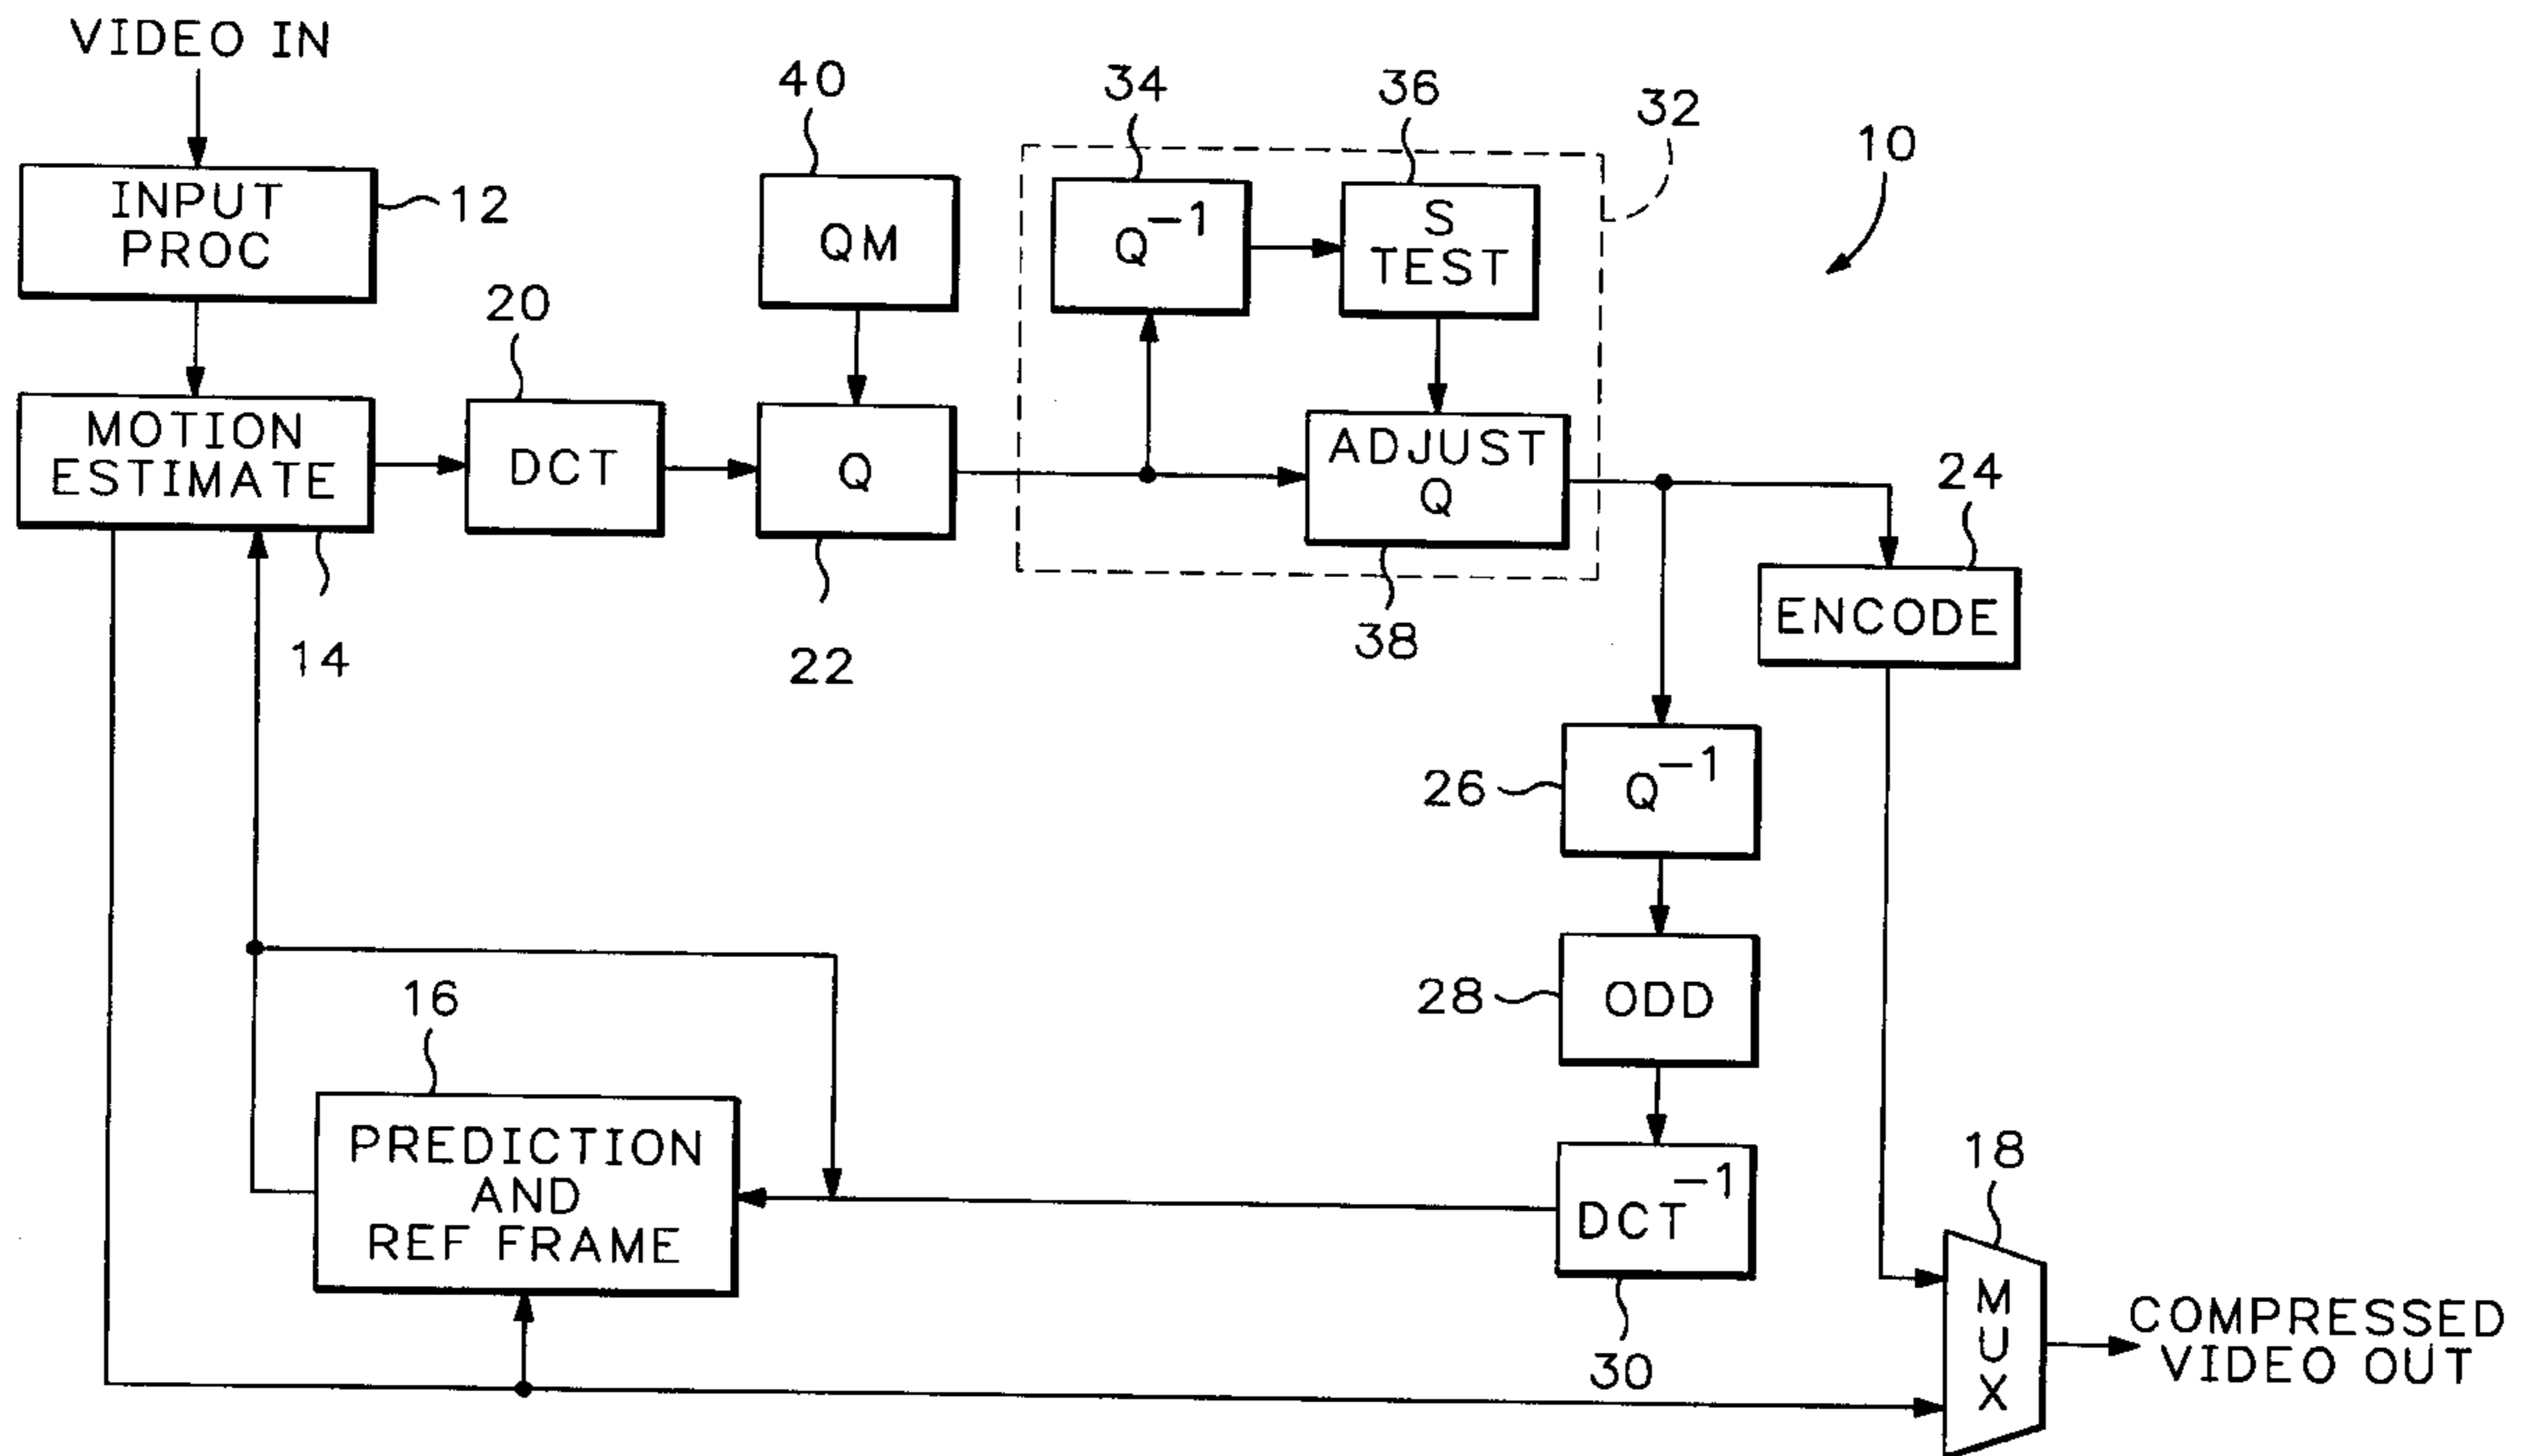 VIDEO IN
40
34
36
32
10
INPUT
PROC
12
QM
Q⁻¹
S
TEST
20
MOTION
ESTIMATE
DCT
Q
ADJUST
Q
24
14
22
38
ENCODE
26
Q⁻¹
28
ODD
16
PREDICTION
AND
REF FRAME
DCT⁻¹
18
30
MUX
COMPRESSED
VIDEO OUT